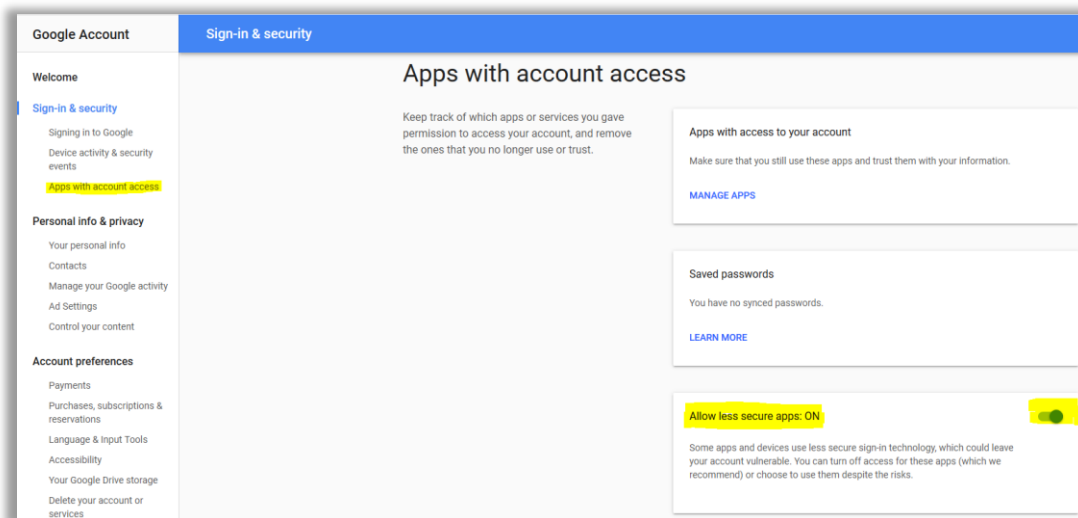 Google Account
Sign-in & security
Welcome
Sign-in & security
Signing in to Google
Device activity & security
events
Apps with account access
Personal info & privacy
Your personal info
Contacts
Manage your Google activity
Ad Settings
Control your content
Account preferences
Payments
Purchases, subscriptions &
reservations
Language & Input Tools
Accessibility
Your Google Drive storage
Delete your account or
services
Apps with account access
Keep track of which apps or services you gave
permission to access your account, and remove
the ones that you no longer use or trust.
Apps with access to your account
Make sure that you still use these apps and trust them with your information.
MANAGE APPS
Saved passwords
You have no synced passwords.
LEARN MORE
Allow less secure apps: ON
Some apps and devices use less secure sign-in technology, which could leave
your account vulnerable. You can turn off access for these apps (which we
recommend) or choose to use them despite the risks.